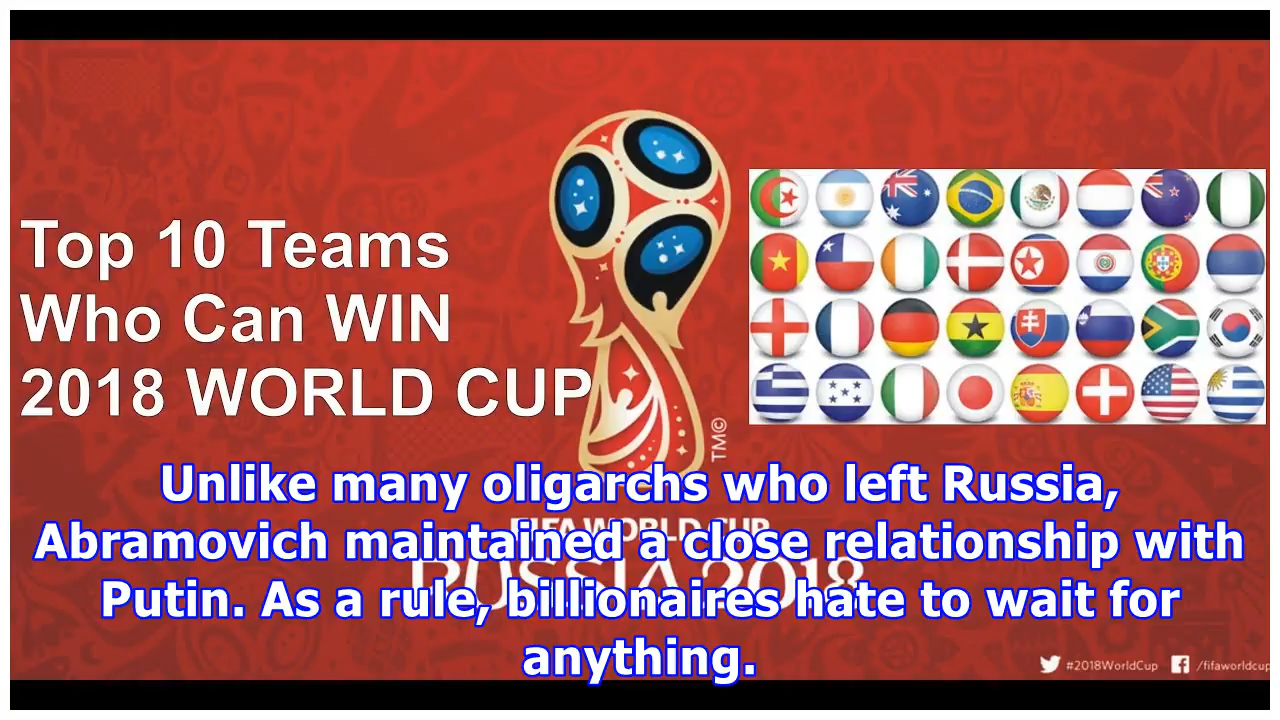 Top 10 Teams
Who Can WIN
2018 WORLD CUP
TM©
Unlike many oligarchs who left Russia,
FIFA WORLD CUP
Abramovich maintained a close relationship with
RUSSIA 2018
Putin. As a rule, billionaires hate to wait for
anything.
#2018WorldCup
/fifaworldcup